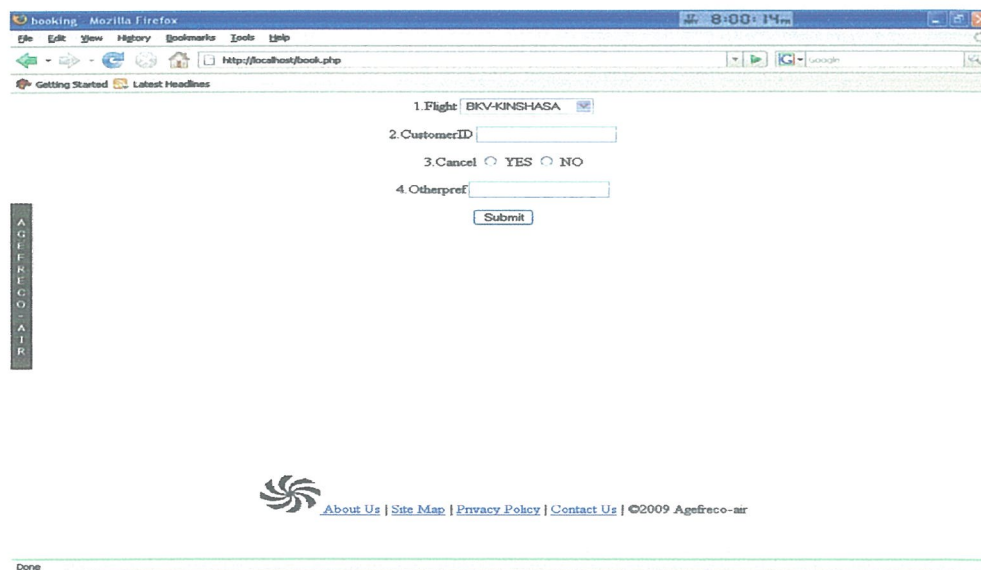 booking - Mozilla Firefox 8:00:14
File Edit View History Bookmarks Tools Help
http://localhost/book.php Google
Getting Started Latest Headlines
1.Flight BKV-KINSHASA
2.CustomerID
3.Cancel YES NO
4.Otherpref
Submit
AGEFRECO-AIR
About Us | Site Map | Privacy Policy | Contact Us | ©2009 Agefreco-air
Done